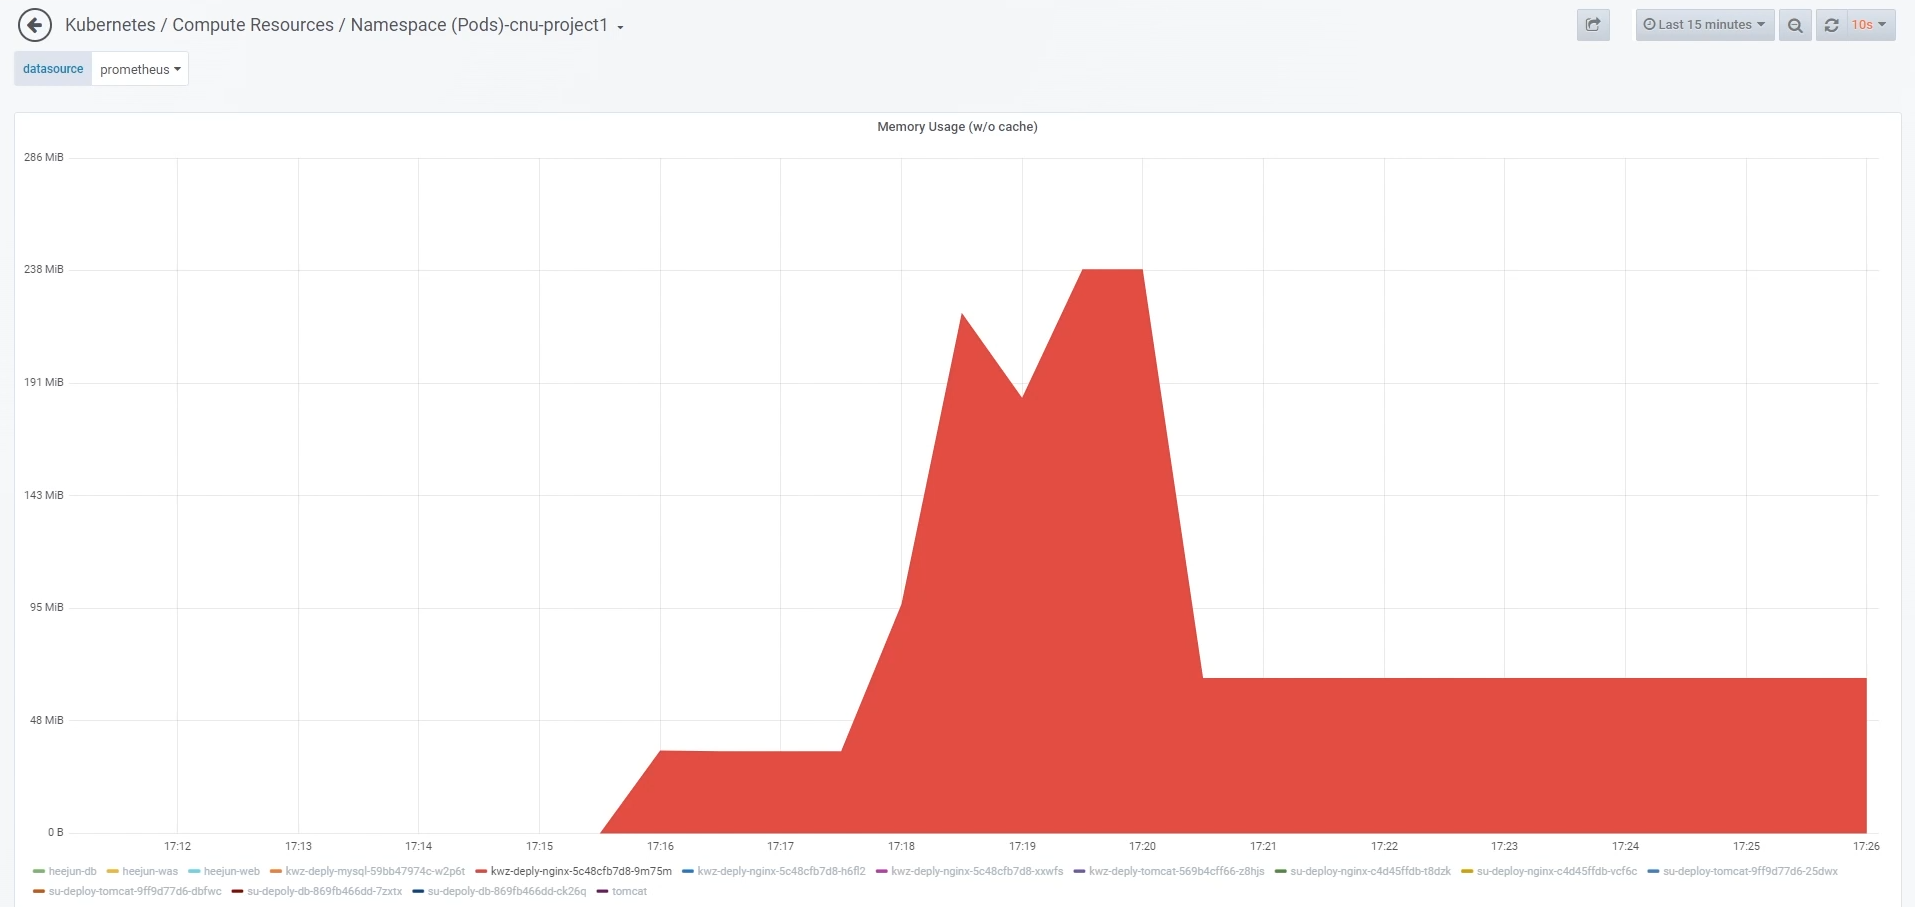 Kubernetes / Compute Resources / Namespace (Pods)-cnu-project1
Last 15 minutes
10s
datasource prometheus
Memory Usage (w/o cache)
286 MiB
238 MiB
191 MiB
143 MiB
95 MiB
48 MiB
0 B
17:12 17:13 17:14 17:15 17:16 17:17 17:18 17:19 17:20 17:21 17:22 17:23 17:24 17:25 17:26
heejun-db heejun-was heejun-web kwz-deply-mysql-59bb47974c-w2p6t kwz-deply-nginx-5c48cfb7d8-9m75m kwz-deply-nginx-5c48cfb7d8-h6fl2 kwz-deply-nginx-5c48cfb7d8-xxwfs kwz-deply-tomcat-569b4cff66-z8hjs su-deploy-nginx-c4d45ffdb-t8dzk su-deploy-nginx-c4d45ffdb-vcf6c su-deploy-tomcat-9ff9d77d6-25dwx
su-deploy-tomcat-9ff9d77d6-dbfwc su-depoly-db-869fb466dd-7zxtx su-depoly-db-869fb466dd-ck26q tomcat